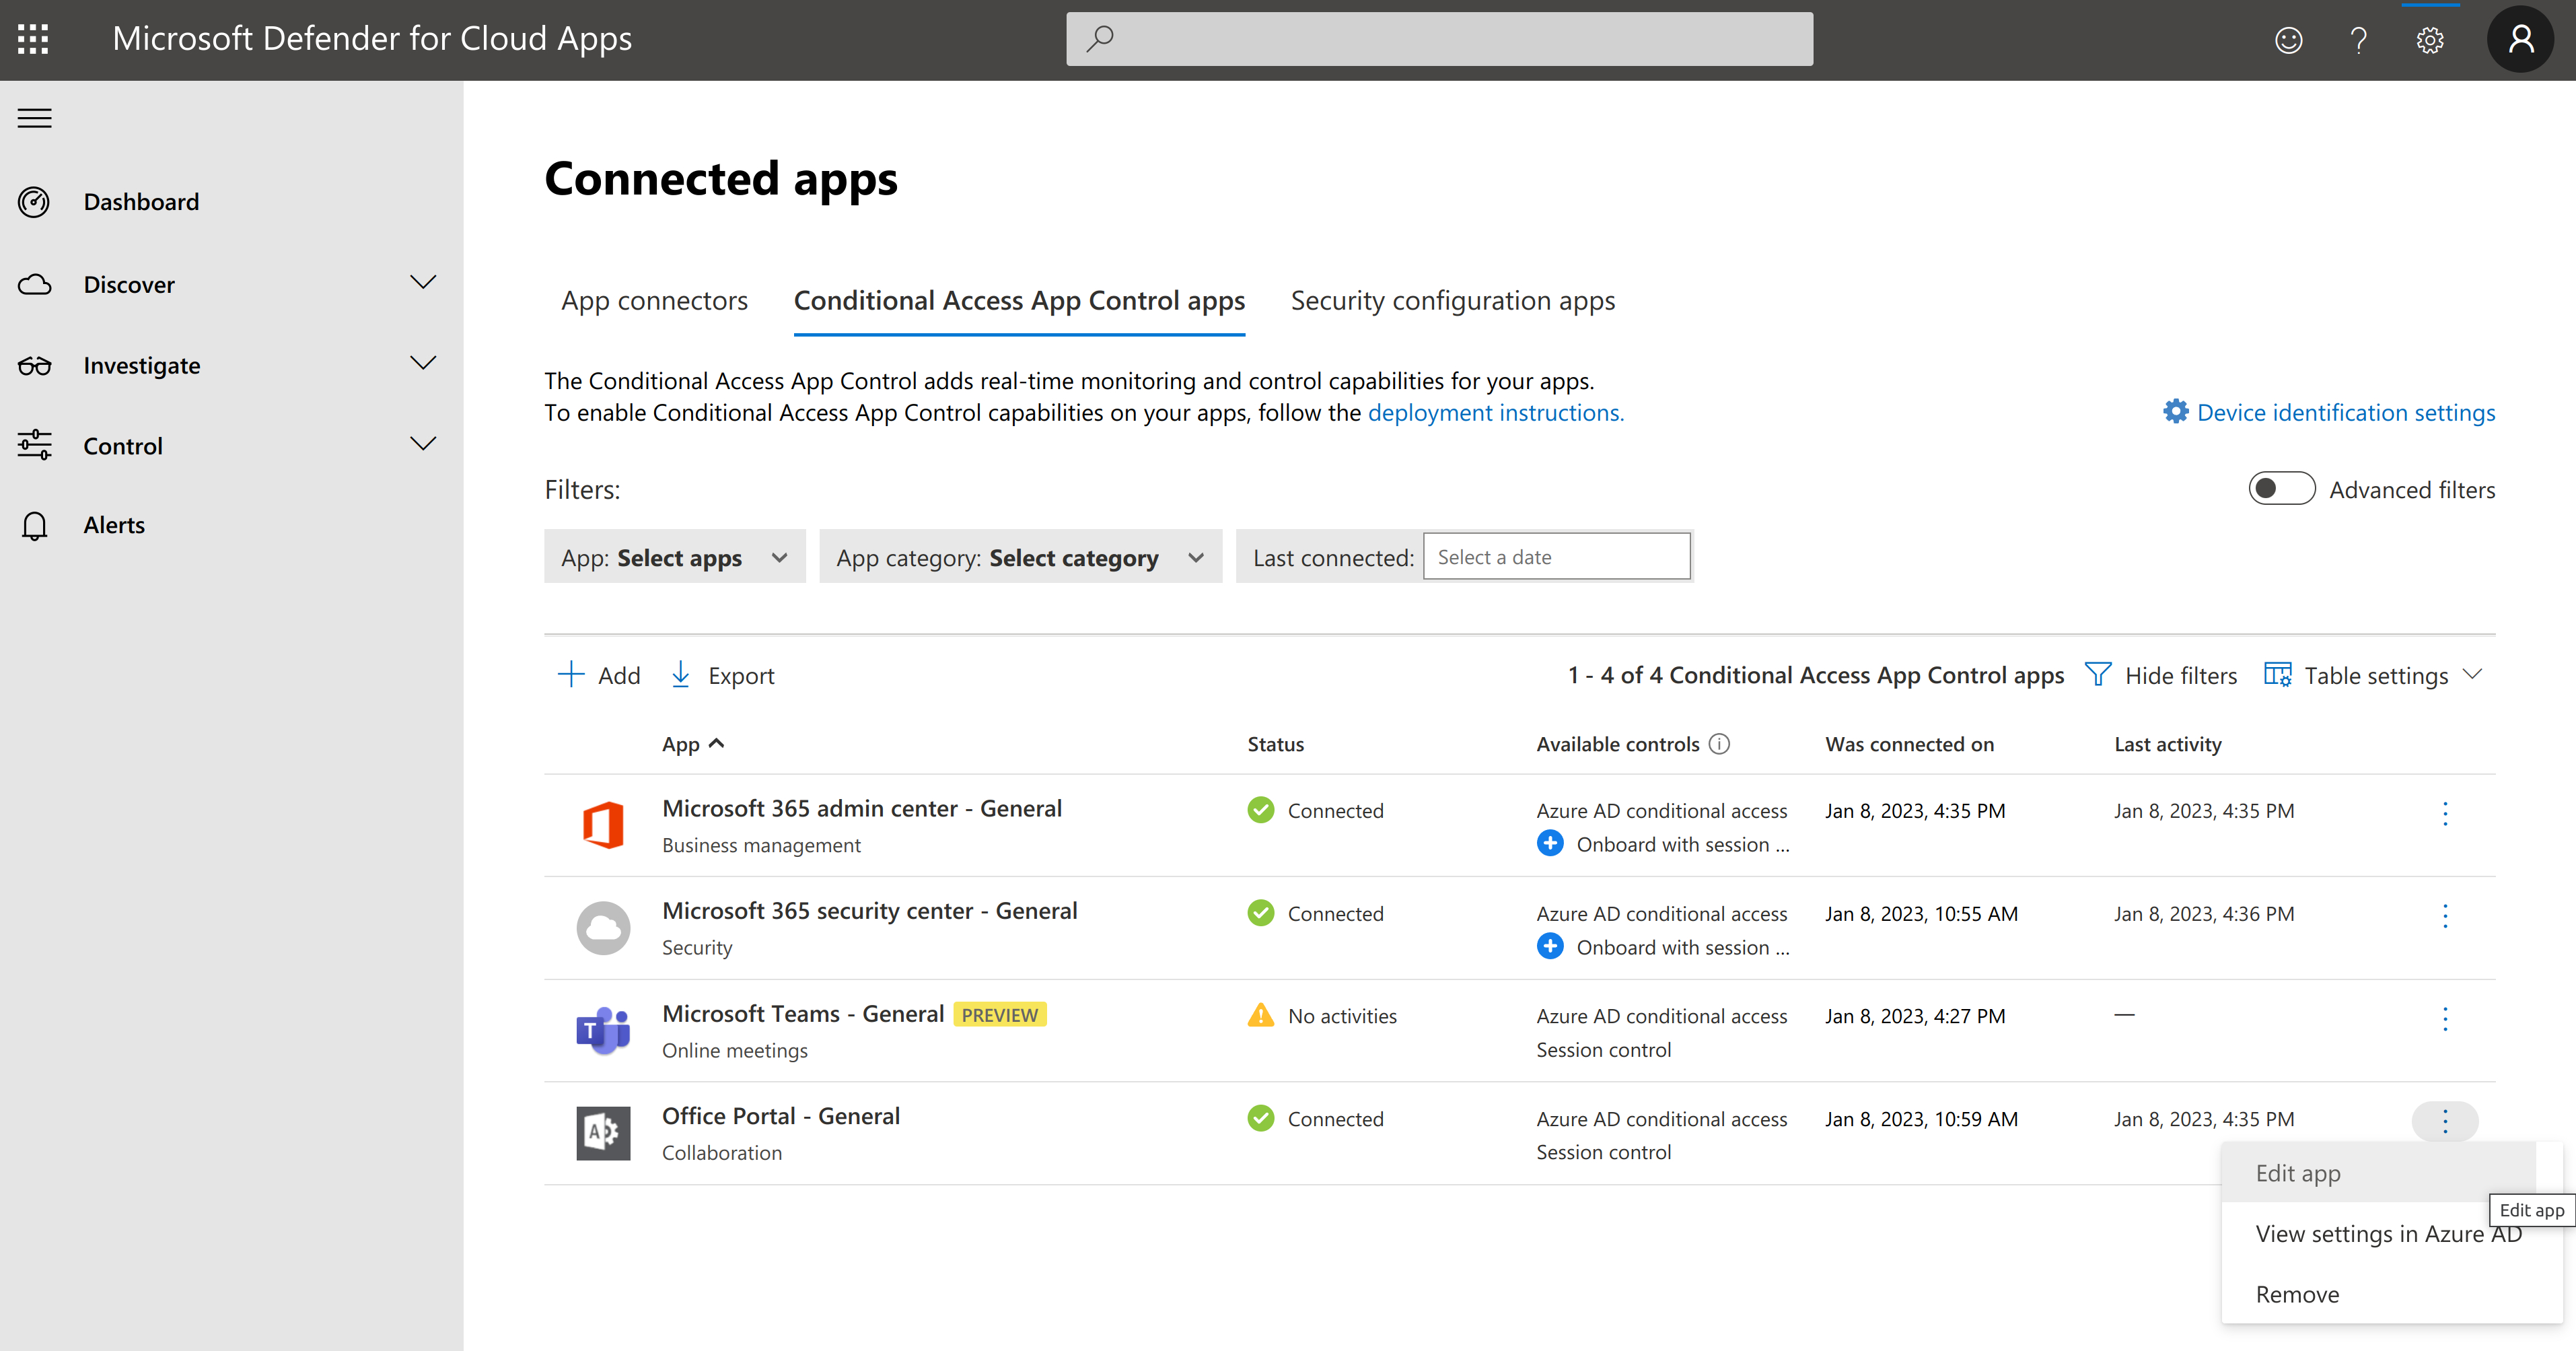 Microsoft Defender for Cloud Apps
Dashboard
Discover
Investigate
Control
Alerts
Connected apps
App connectors
Conditional Access App Control apps
Security configuration apps
The Conditional Access App Control adds real-time monitoring and control capabilities for your apps.
To enable Conditional Access App Control capabilities on your apps, follow the deployment instructions.
Device identification settings
Filters:
Advanced filters
App: Select apps
App category: Select category
Last connected: Select a date
Add
Export
1 - 4 of 4 Conditional Access App Control apps
Hide filters
Table settings
App
Status
Available controls
Was connected on
Last activity
Microsoft 365 admin center - General
Business management
Connected
Azure AD conditional access
Onboard with session ...
Jan 8, 2023, 4:35 PM
Jan 8, 2023, 4:35 PM
Microsoft 365 security center - General
Security
Connected
Azure AD conditional access
Onboard with session ...
Jan 8, 2023, 10:55 AM
Jan 8, 2023, 4:36 PM
T
Microsoft Teams - General PREVIEW
Online meetings
No activities
Azure AD conditional access
Session control
Jan 8, 2023, 4:27 PM
—
A
Office Portal - General
Collaboration
Connected
Azure AD conditional access
Session control
Jan 8, 2023, 10:59 AM
Jan 8, 2023, 4:35 PM
Edit app
Edit app
View settings in Azure AD
Remove